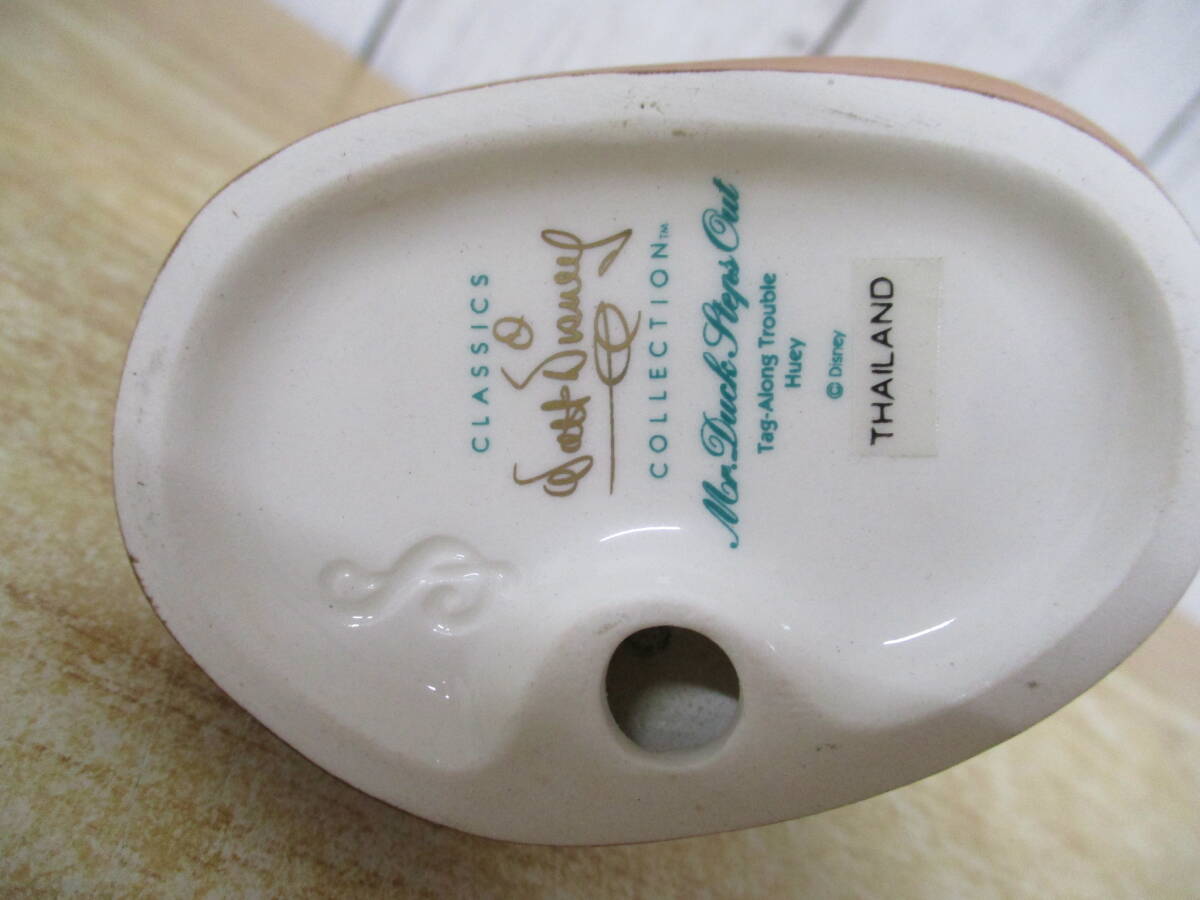 CLASSICS
Walt Disney
COLLECTION™
Mr. Duck Steps Out
Tag-Along Trouble
Huey
© Disney
THAILAND